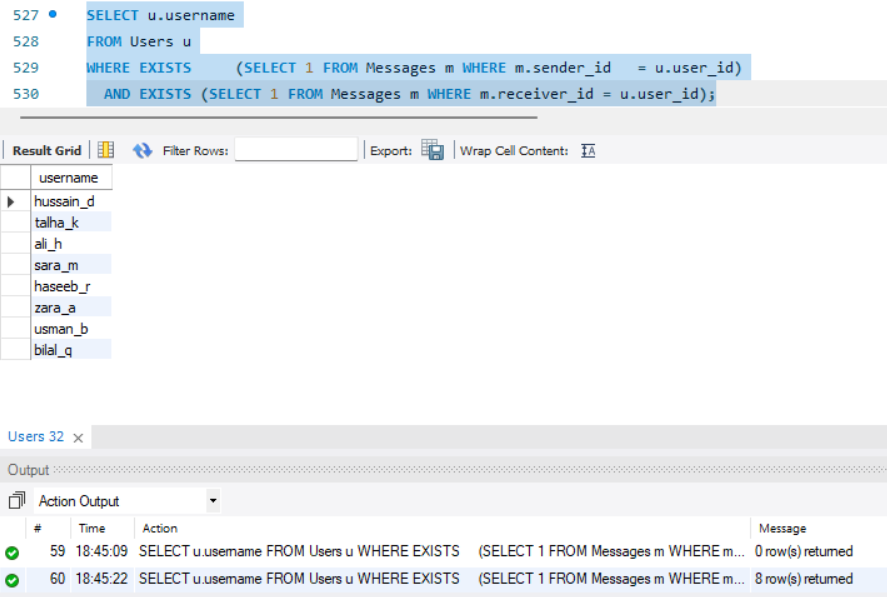 527 SELECT u.username
528 FROM Users u
529 WHERE EXISTS (SELECT 1 FROM Messages m WHERE m.sender_id = u.user_id)
530 AND EXISTS (SELECT 1 FROM Messages m WHERE m.receiver_id = u.user_id);
Result Grid Filter Rows: Export: Wrap Cell Content: IA
username
hussain_d
talha_k
ali_h
sara_m
haseeb_r
zara_a
usman_b
bilal_q
Users 32
Output
Action Output
# Time Action Message
59 18:45:09 SELECT u.username FROM Users u WHERE EXISTS (SELECT 1 FROM Messages m WHERE m... 0 row(s) returned
60 18:45:22 SELECT u.username FROM Users u WHERE EXISTS (SELECT 1 FROM Messages m WHERE m... 8 row(s) returned